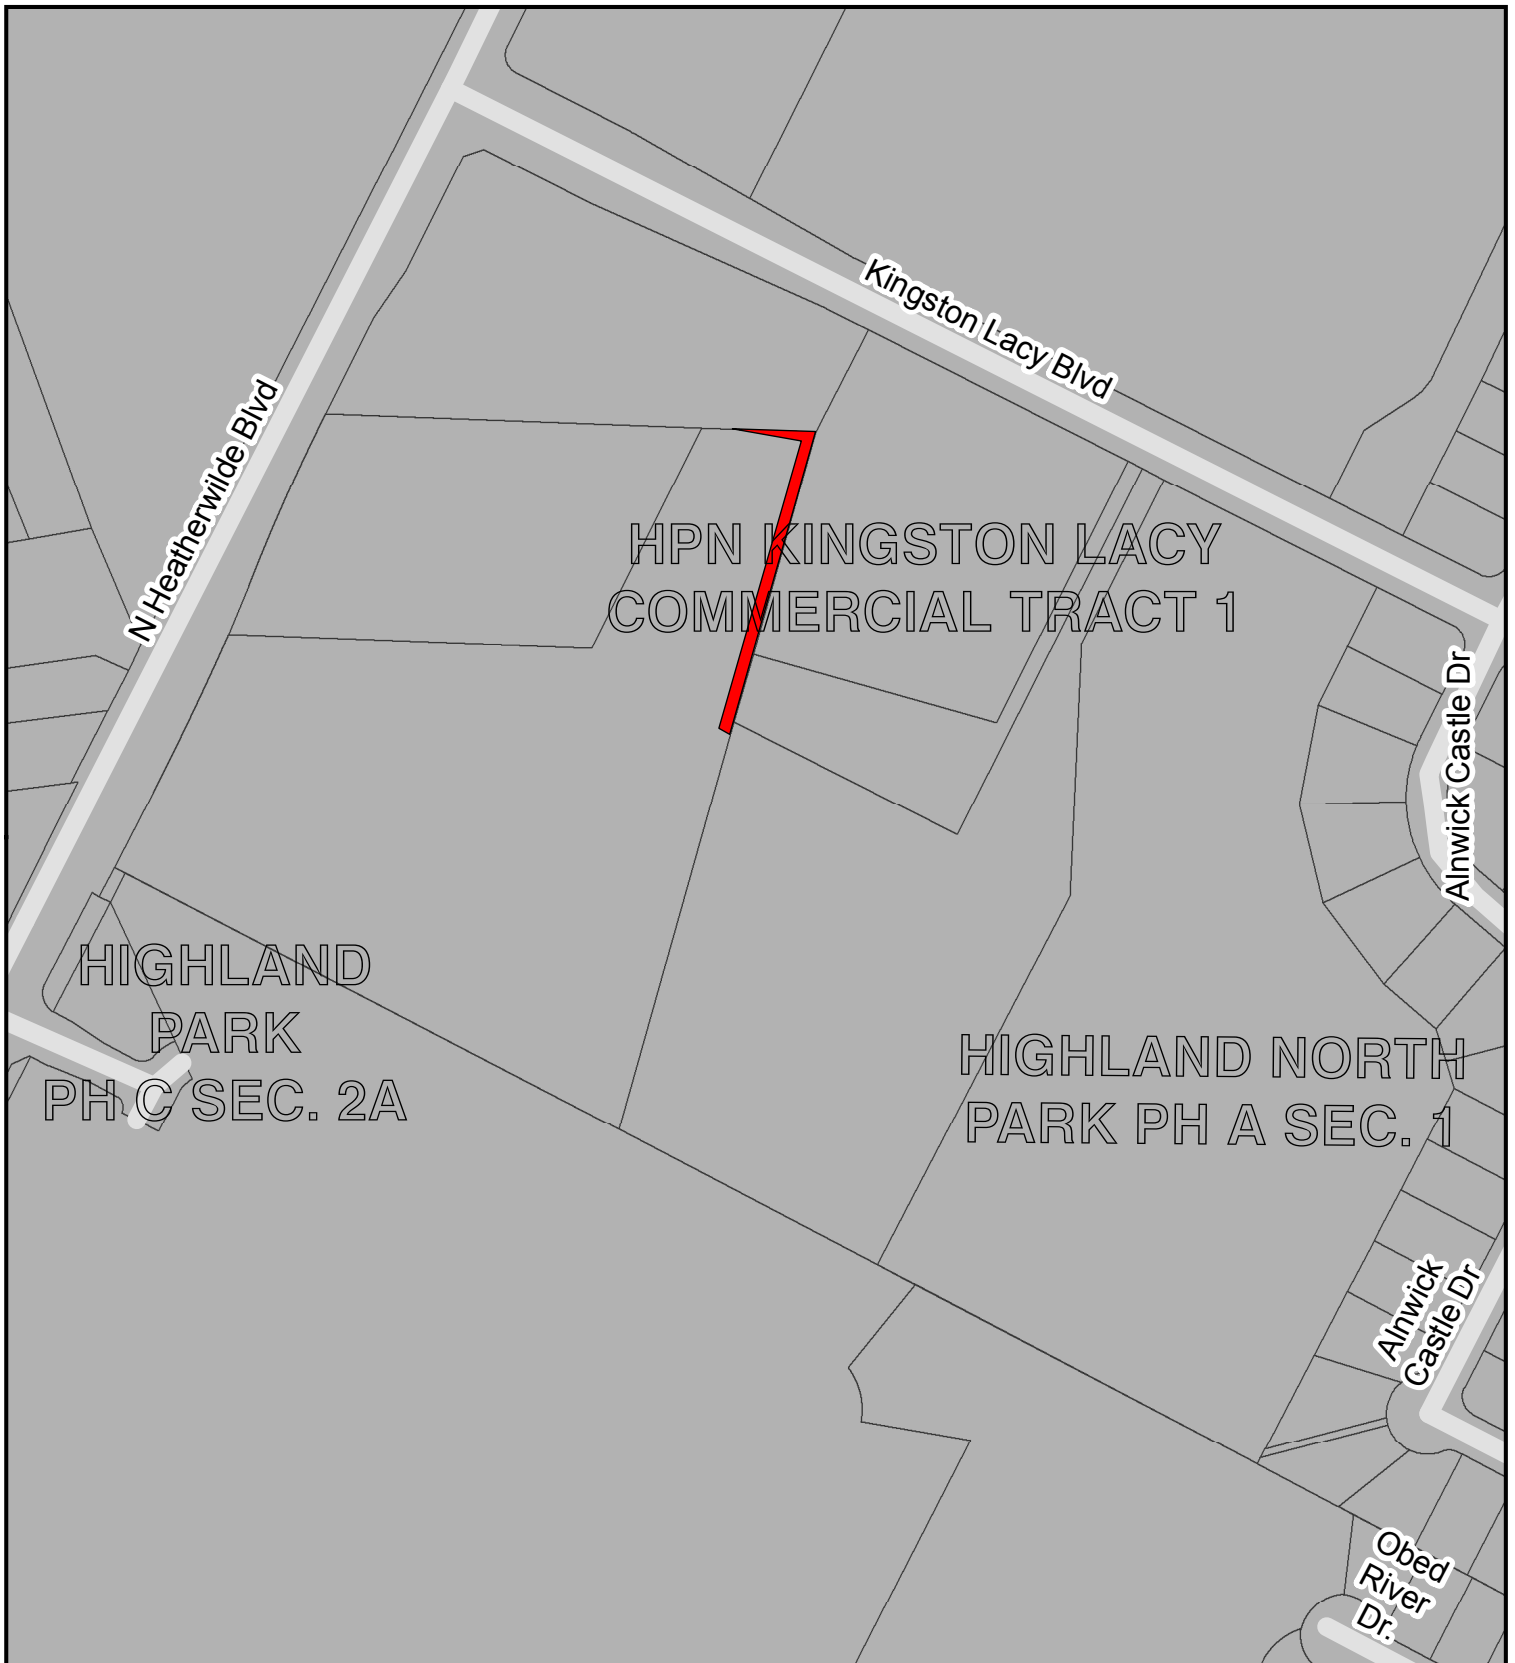 Kingston Lacy Blvd
N Heatherwilde Blvd
HPN KINGSTON LACY
COMMERCIAL TRACT 1
Alnwick Castle Dr
HIGHLAND
PARK
PH C SEC. 2A
HIGHLAND NORTH
PARK PH A SEC. 1
Alnwick
Castle Dr
Obed
River
Dr.